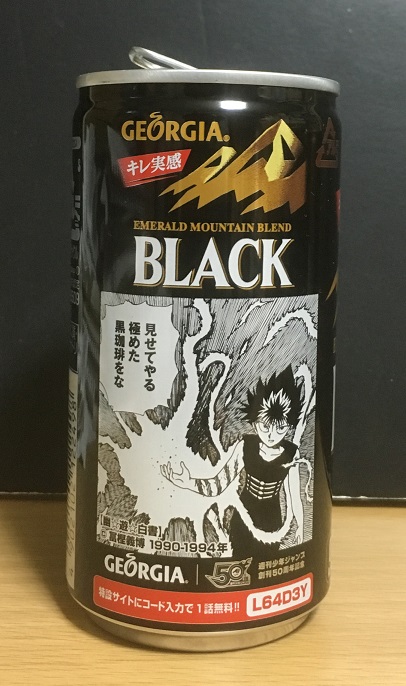 GEORGIA®
キレ実感
EMERALD MOUNTAIN BLEND
BLACK
見せてやる
極めた
黒珈琲をな
【幽☆遊☆白書】
冨樫義博 1990-1994年
GEORGIA
50th
週刊少年ジャンプ
創刊50周年記念
特設サイトにコード入力で1話無料!!
L64D3Y